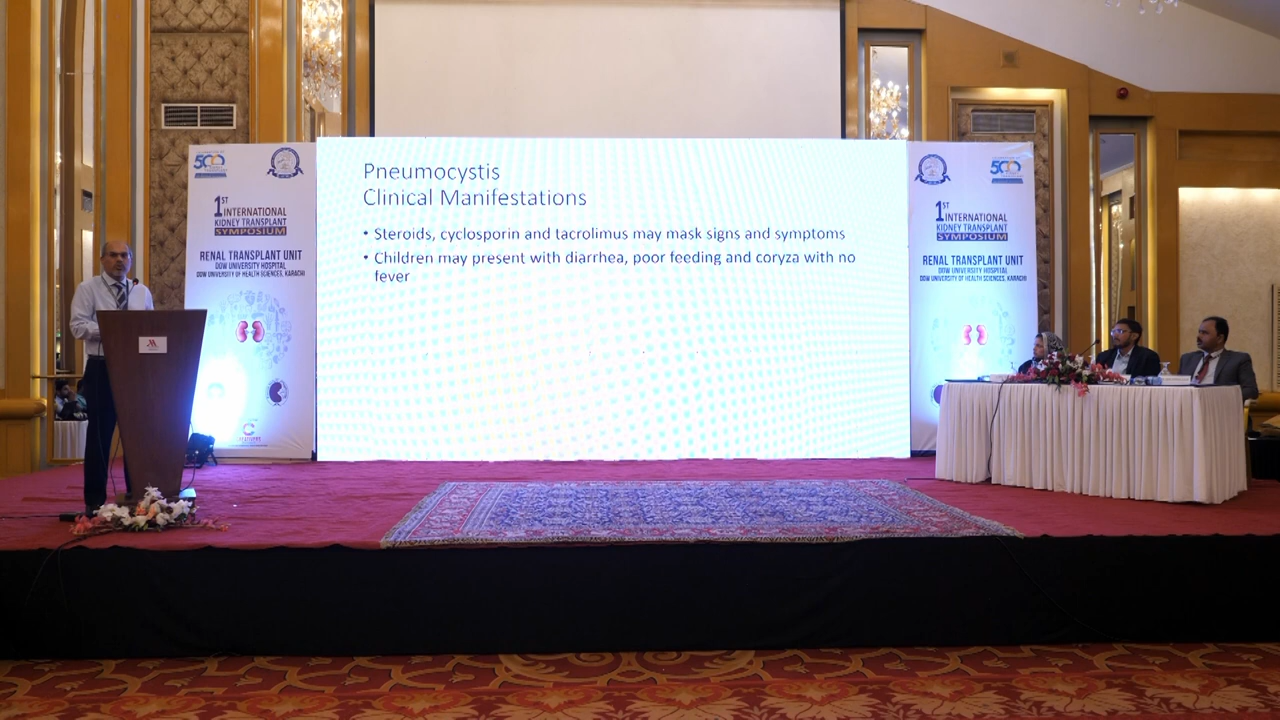 Pneumocystis
Clinical Manifestations
• Steroids, cyclosporin and tacrolimus may mask signs and symptoms
• Children may present with diarrhea, poor feeding and coryza with no
fever
500
1ST
INTERNATIONAL
KIDNEY TRANSPLANT
SYMPOSIUM
RENAL TRANSPLANT UNIT
DOW UNIVERSITY HOSPITAL
DOW UNIVERSITY OF HEALTH SCIENCES, KARACHI
500
1ST
INTERNATIONAL
KIDNEY TRANSPLANT
SYMPOSIUM
RENAL TRANSPLANT UNIT
DOW UNIVERSITY HOSPITAL
DOW UNIVERSITY OF HEALTH SCIENCES, KARACHI